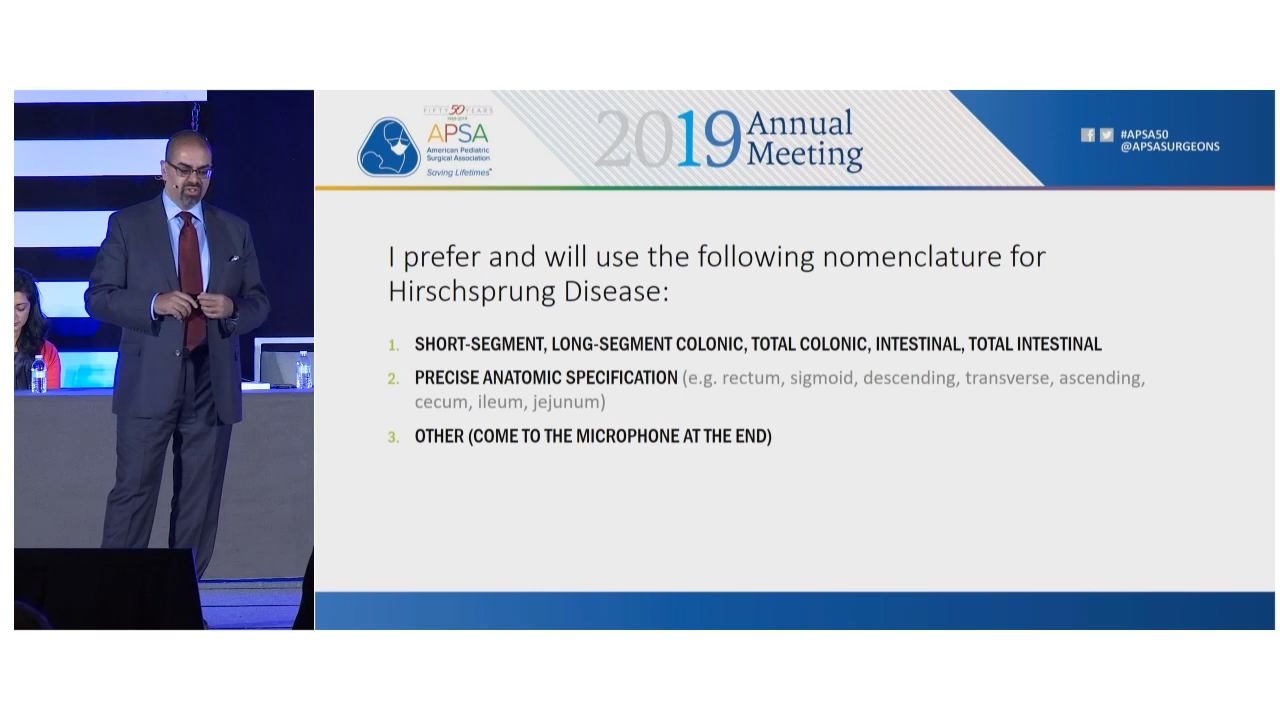 FIFTY 50 YEARS
APSA
American Pediatric
Surgical Association
Saving Lifetimes
2019 Annual
Meeting
#APSA50
@APSASURGEONS
I prefer and will use the following nomenclature for
Hirschsprung Disease:
1. SHORT-SEGMENT, LONG-SEGMENT COLONIC, TOTAL COLONIC, INTESTINAL, TOTAL INTESTINAL
2. PRECISE ANATOMIC SPECIFICATION (e.g. rectum, sigmoid, descending, transverse, ascending,
cecum, ileum, jejunum)
3. OTHER (COME TO THE MICROPHONE AT THE END)